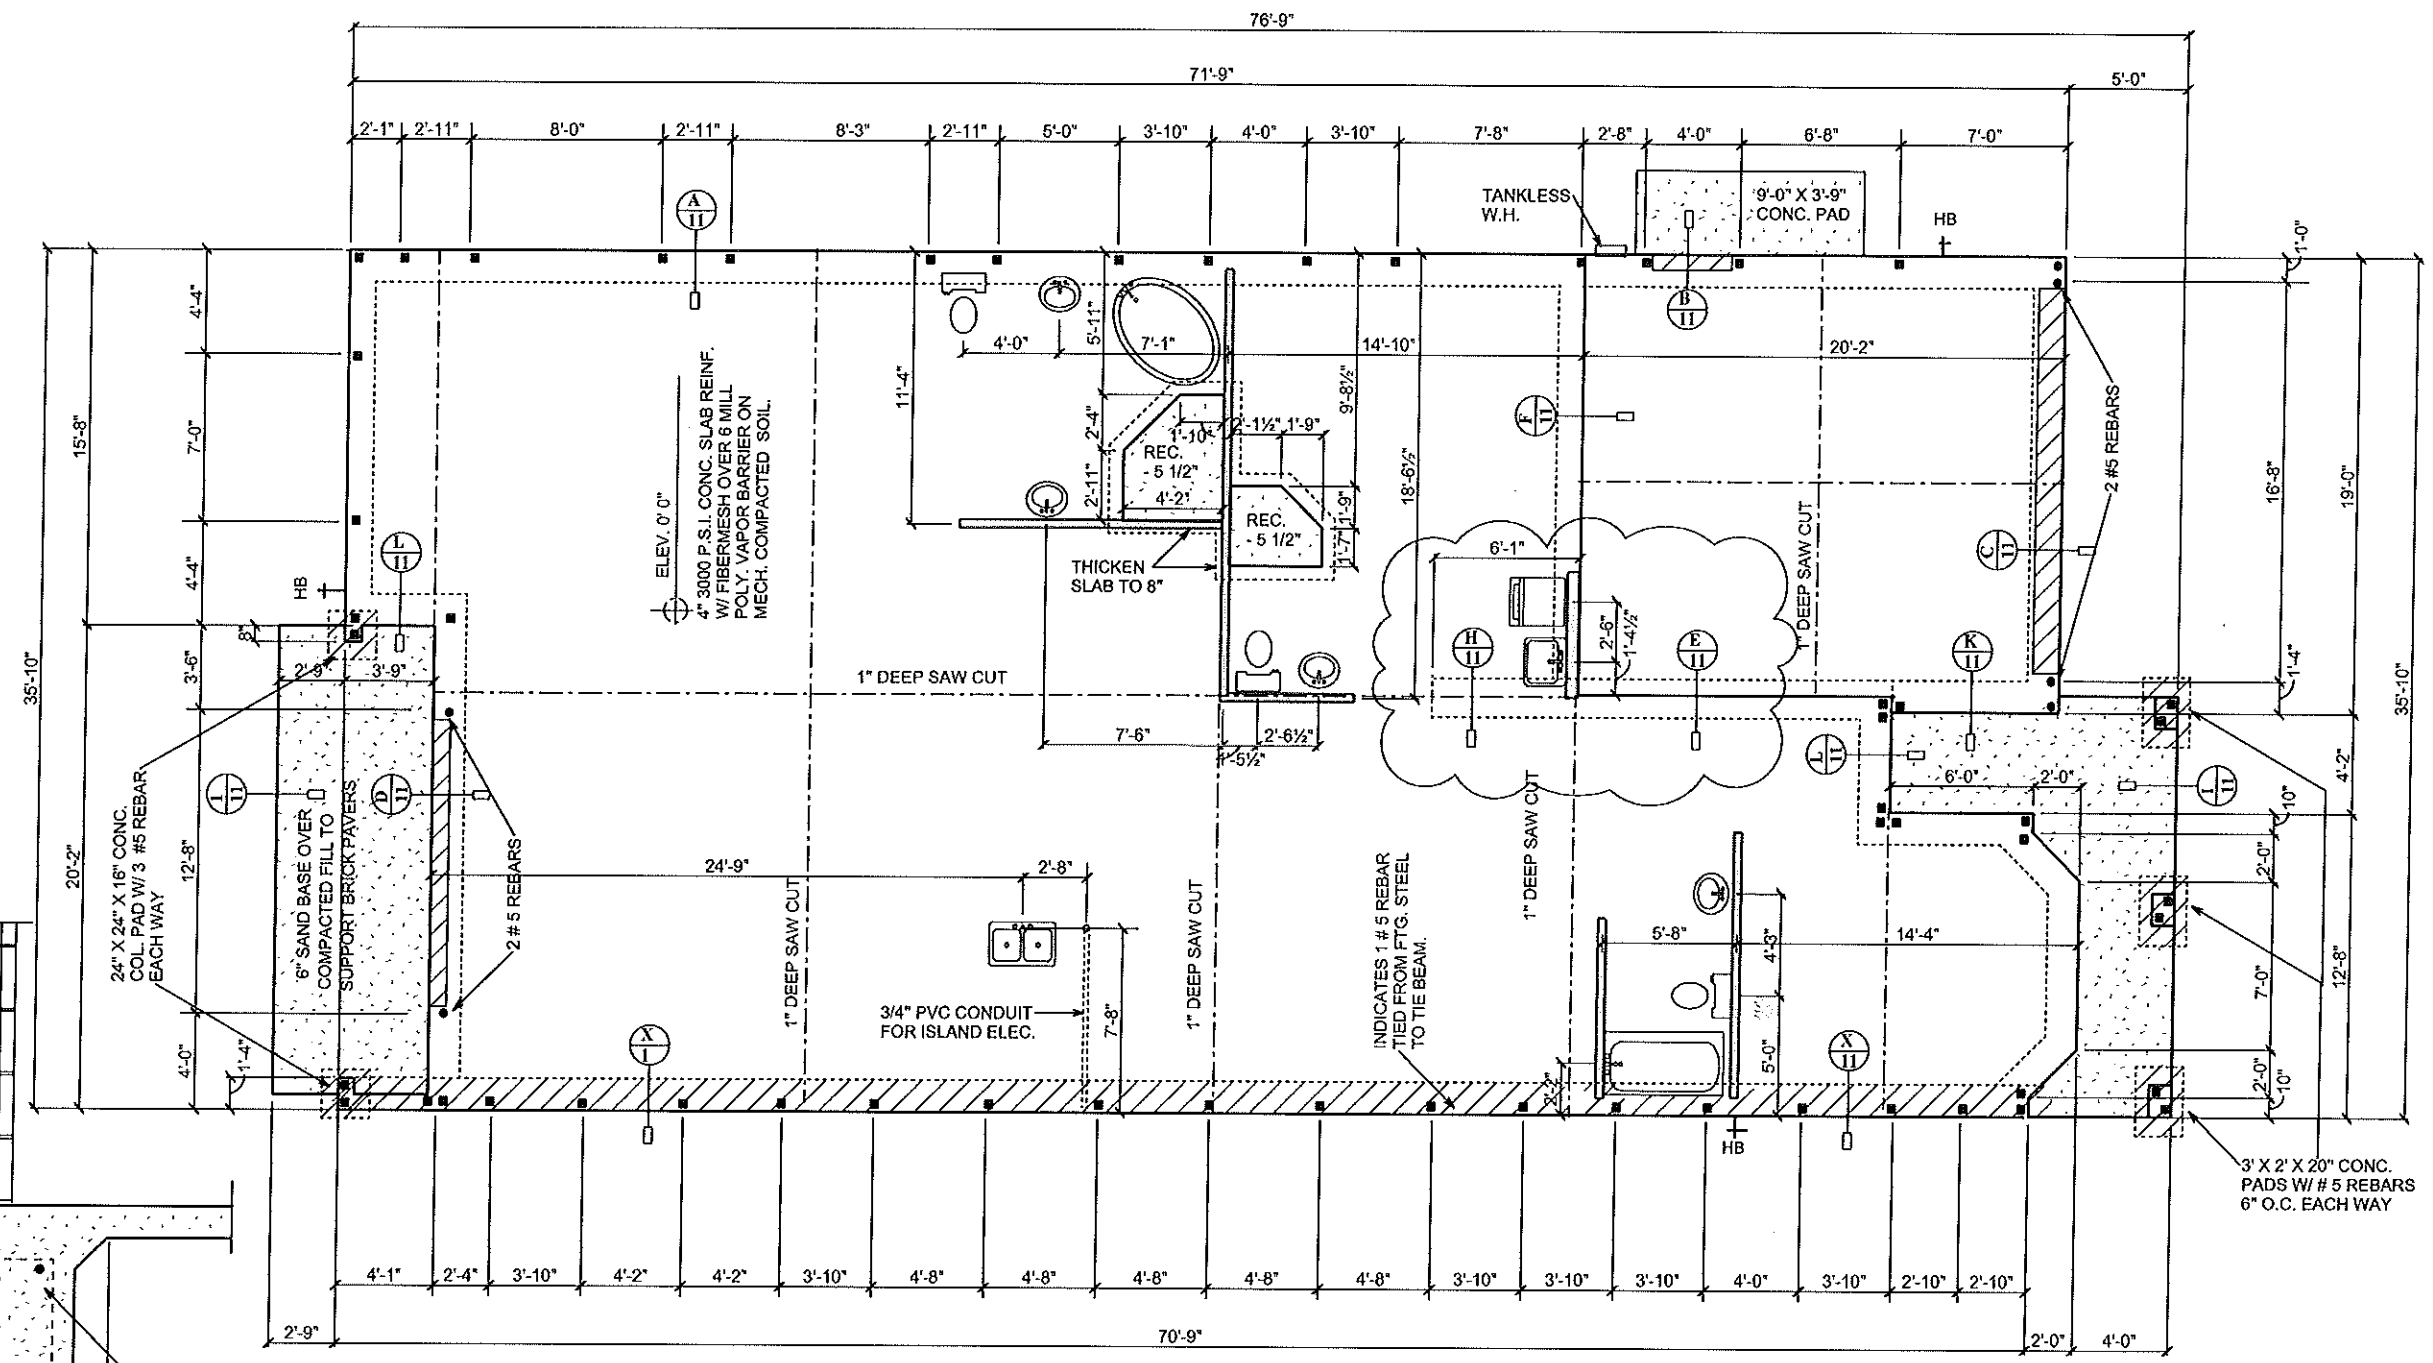 76'-9"
71'-9"
5'-0"
2'-1"
2'-11"
8'-0"
2'-11"
8'-3"
2'-11"
5'-0"
3'-10"
4'-0"
3'-10"
7'-8"
2'-8"
4'-0"
6'-8"
7'-0"
A
11
TANKLESS
W.H.
9'-0" X 3'-9"
CONC. PAD
HB
B
11
1'-0"
35'-10"
15'-8"
4'-4"
7'-0"
4'-4"
L
11
HB
8"
ELEV. 0' 0"
4" 3000 P.S.I. CONC. SLAB REINF.
W/ FIBERMESH OVER 6 MILL
POLY. VAPOR BARRIER ON
MECH. COMPACTED SOIL.
11'-4"
4'-0"
7'-1"
5'-11"
14'-10"
20'-2"
9'-8½"
18'-6½"
2'-4"
1'-10"
2'-1½"
1'-9"
REC.
- 5 1/2"
4'-2"
2'-11"
REC.
- 5 1/2"
1'-9"
1'-7"
THICKEN
SLAB TO 8"
F
11
6'-1"
2'-6"
1'-4½"
H
11
E
11
K
11
C
11
1" DEEP SAW CUT
2 #5 REBARS
16'-8"
19'-0"
1'-4"
35'-10"
2'-9"
3'-9"
3'-6"
1" DEEP SAW CUT
7'-6"
1'-5½"
2'-6½"
20'-2"
12'-8"
4'-0"
1'-4"
24" X 24" X 16" CONC.
COL. PAD W/ 3 #5 REBAR
EACH WAY
1
11
D
11
6" SAND BASE OVER
COMPACTED FILL TO
SUPPORT BRICK PAVERS
2 # 5 REBARS
24'-9"
2'-8"
1" DEEP SAW CUT
3/4" PVC CONDUIT
FOR ISLAND ELEC.
7'-8"
1" DEEP SAW CUT
INDICATES 1 # 5 REBAR
TIED FROM FTG. STEEL
TO TIE BEAM.
1" DEEP SAW CUT
L
11
6'-0"
2'-0"
I
11
4'-2"
10"
2'-0"
5'-8"
14'-4"
4'-3"
5'-0"
7'-0"
12'-8"
2'-0"
10"
X
1
X
11
HB
3' X 2' X 20" CONC.
PADS W/ # 5 REBARS
6" O.C. EACH WAY
4'-1"
2'-4"
3'-10"
4'-2"
4'-2"
3'-10"
4'-8"
4'-8"
4'-8"
4'-8"
4'-8"
3'-10"
3'-10"
3'-10"
4'-0"
3'-10"
2'-10"
2'-10"
2'-9"
70'-9"
2'-0"
4'-0"